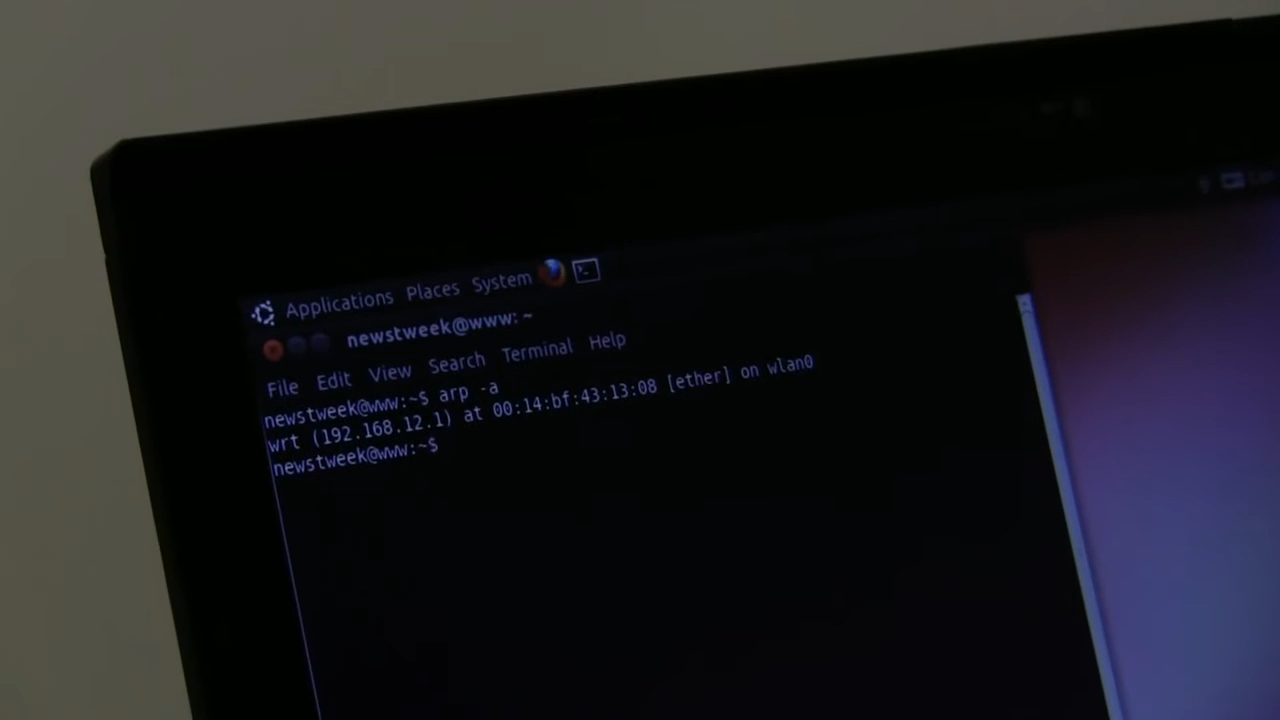 Applications Places System
newstweek@www: ~
File Edit View Search Terminal Help
newstweek@www:~$ arp -a
wrt (192.168.12.1) at 00:14:bf:43:13:08 [ether] on wlan0
newstweek@www:~$